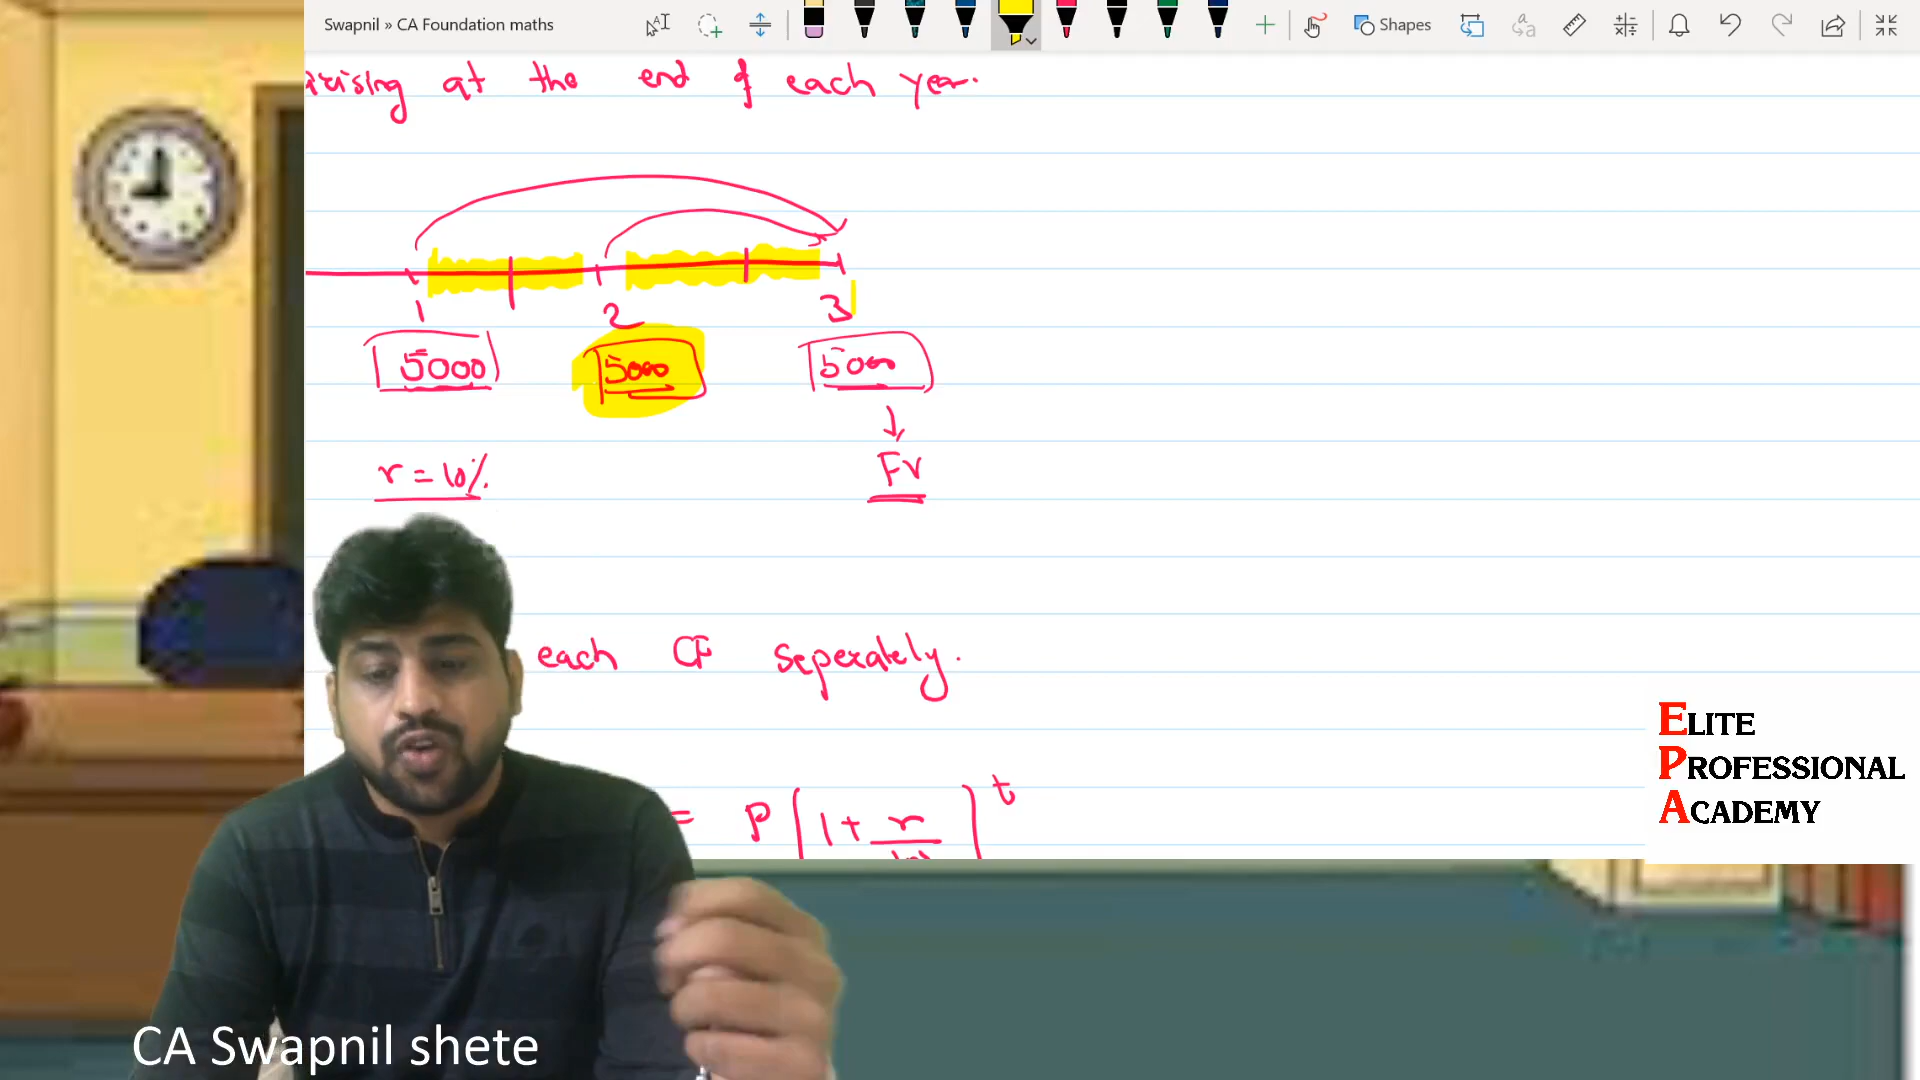 Swapnil » CA Foundation maths
Shapes
arising at the end of each year.
1 2 3
5000 5000 5000
r = 10%
Fv
each CF seperately.
= P [ 1 + r
t
ELITE
PROFESSIONAL
ACADEMY
CA Swapnil shete